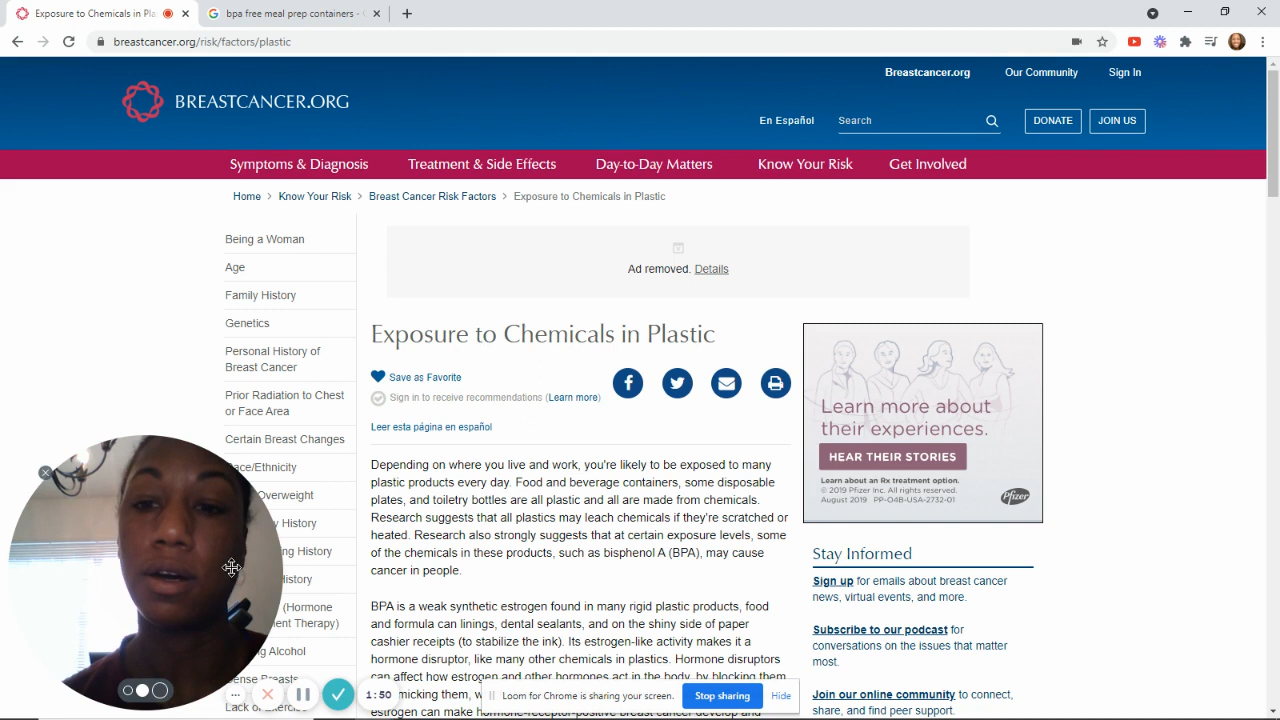 Exposure to Chemicals in Pla
bpa free meal prep containers -
breastcancer.org/risk/factors/plastic
Breastcancer.org Our Community Sign In
BREASTCANCER.ORG
En Español Search DONATE JOIN US
Symptoms & Diagnosis Treatment & Side Effects Day-to-Day Matters Know Your Risk Get Involved
Home > Know Your Risk > Breast Cancer Risk Factors > Exposure to Chemicals in Plastic
Being a Woman
Age
Family History
Genetics
Personal History of
Breast Cancer
Prior Radiation to Chest
or Face Area
Certain Breast Changes
Race/Ethnicity
Overweight
History
History
History
(Hormone
Therapy)
Alcohol
Dense Breasts
Lack of Exercise
Ad removed. Details
Exposure to Chemicals in Plastic
Save as Favorite
Sign in to receive recommendations (Learn more)
Leer esta página en español
Depending on where you live and work, you're likely to be exposed to many
plastic products every day. Food and beverage containers, some disposable
plates, and toiletry bottles are all plastic and all are made from chemicals.
Research suggests that all plastics may leach chemicals if they're scratched or
heated. Research also strongly suggests that at certain exposure levels, some
of the chemicals in these products, such as bisphenol A (BPA), may cause
cancer in people.
BPA is a weak synthetic estrogen found in many rigid plastic products, food
and formula can linings, dental sealants, and on the shiny side of paper
cashier receipts (to stabilize the ink). Its estrogen-like activity makes it a
hormone disruptor, like many other chemicals in plastics. Hormone disruptors
can affect how estrogen and other hormones act in the body, by blocking them
estrogen can make hormone-receptor-positive breast cancer develop and
Learn more about
their experiences.
HEAR THEIR STORIES
Learn about an Rx treatment option.
© 2019 Pfizer Inc. All rights reserved.
August 2019 PP-O4B-USA-2732-01
Pfizer
Stay Informed
Sign up for emails about breast cancer
news, virtual events, and more.
Subscribe to our podcast for
conversations on the issues that matter
most.
Join our online community to connect,
share, and find peer support.
1:50
Loom for Chrome is sharing your screen. Stop sharing Hide